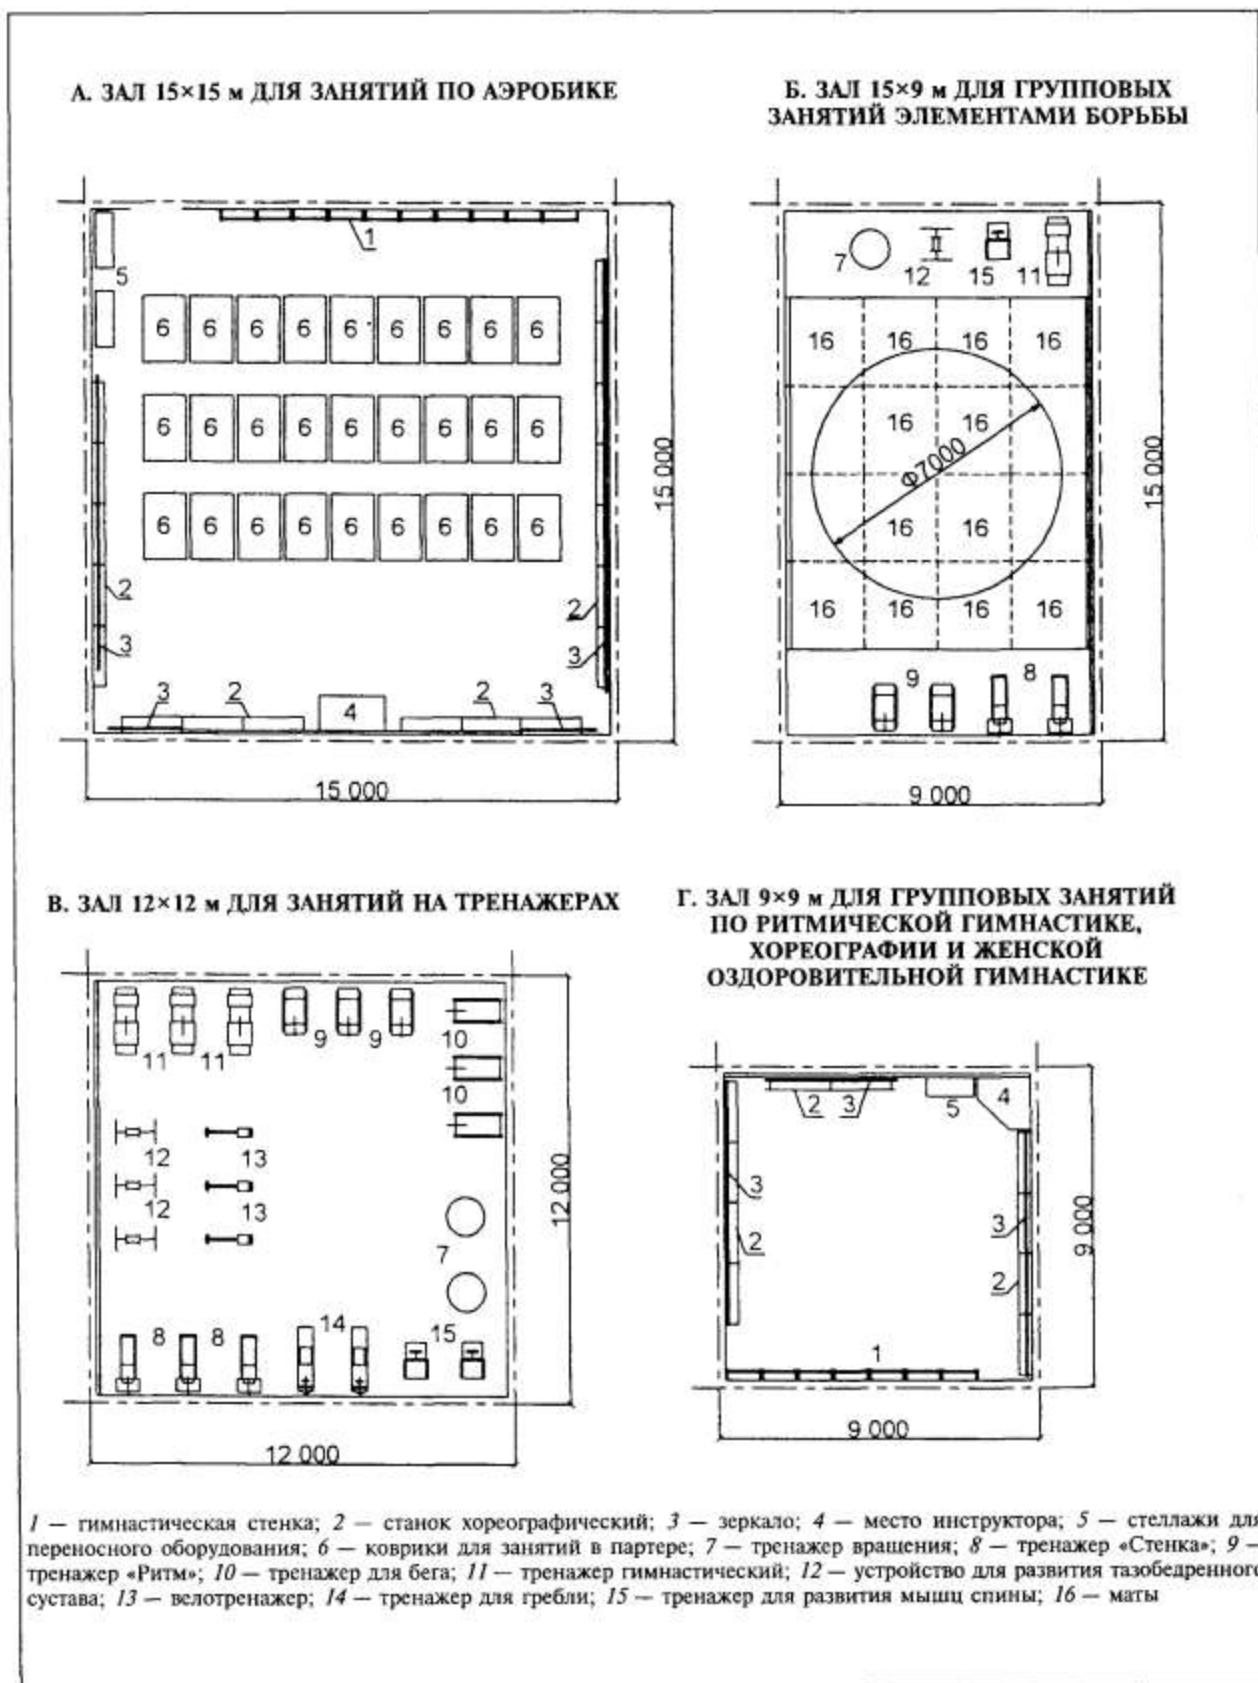 А. ЗАЛ 15×15 м ДЛЯ ЗАНЯТИЙ ПО АЭРОБИКЕ
1
5
6 6 6 6 6 6 6 6 6
6 6 6 6 6 6 6 6 6
6 6 6 6 6 6 6 6 6
2
2
3
3
3 2 4 2 3
15 000
15 000
Б. ЗАЛ 15×9 м ДЛЯ ГРУППОВЫХ
ЗАНЯТИЙ ЭЛЕМЕНТАМИ БОРЬБЫ
7 12 15 11
16 16 16 16
16 16
Ф7000
16 16
16 16 16 16
9 8
15 000
9 000
В. ЗАЛ 12×12 м ДЛЯ ЗАНЯТИЙ НА ТРЕНАЖЕРАХ
11 11 9 9 10
10
12 13
12 13
7
8 8 14 15
12 000
12 000
Г. ЗАЛ 9×9 м ДЛЯ ГРУППОВЫХ ЗАНЯТИЙ
ПО РИТМИЧЕСКОЙ ГИМНАСТИКЕ,
ХОРЕОГРАФИИ И ЖЕНСКОЙ
ОЗДОРОВИТЕЛЬНОЙ ГИМНАСТИКЕ
2 3 5 4
3
3
2
2
1
9 000
9 000
1 — гимнастическая стенка; 2 — станок хореографический; 3 — зеркало; 4 — место инструктора; 5 — стеллажи для
переносного оборудования; 6 — коврики для занятий в партере; 7 — тренажер вращения; 8 — тренажер «Стенка»; 9 —
тренажер «Ритм»; 10 — тренажер для бега; 11 — тренажер гимнастический; 12 — устройство для развития тазобедренного
сустава; 13 — велотренажер; 14 — тренажер для гребли; 15 — тренажер для развития мышц спины; 16 — маты